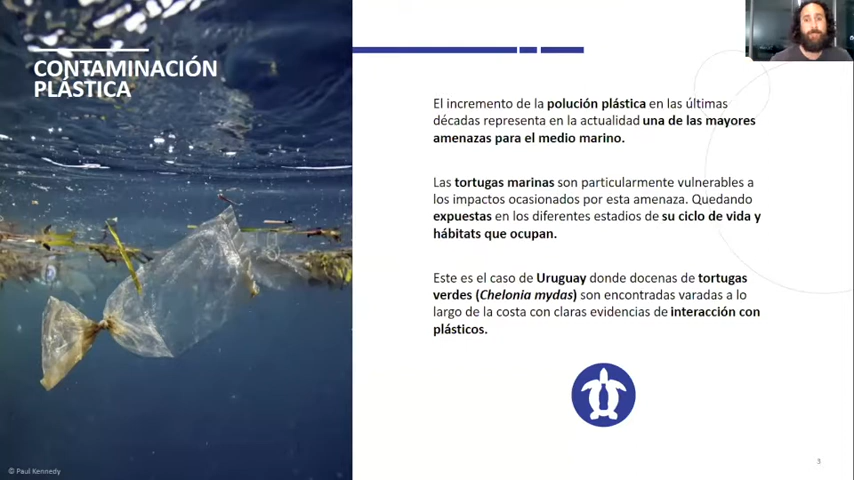 CONTAMINACIÓN
PLÁSTICA
El incremento de la polución plástica en las últimas
décadas representa en la actualidad una de las mayores
amenazas para el medio marino.
Las tortugas marinas son particularmente vulnerables a
los impactos ocasionados por esta amenaza. Quedando
expuestas en los diferentes estadios de su ciclo de vida y
hábitats que ocupan.
Este es el caso de Uruguay donde docenas de tortugas
verdes (Chelonia mydas) son encontradas varadas a lo
largo de la costa con claras evidencias de interacción con
plásticos.
© Paul Kennedy
3